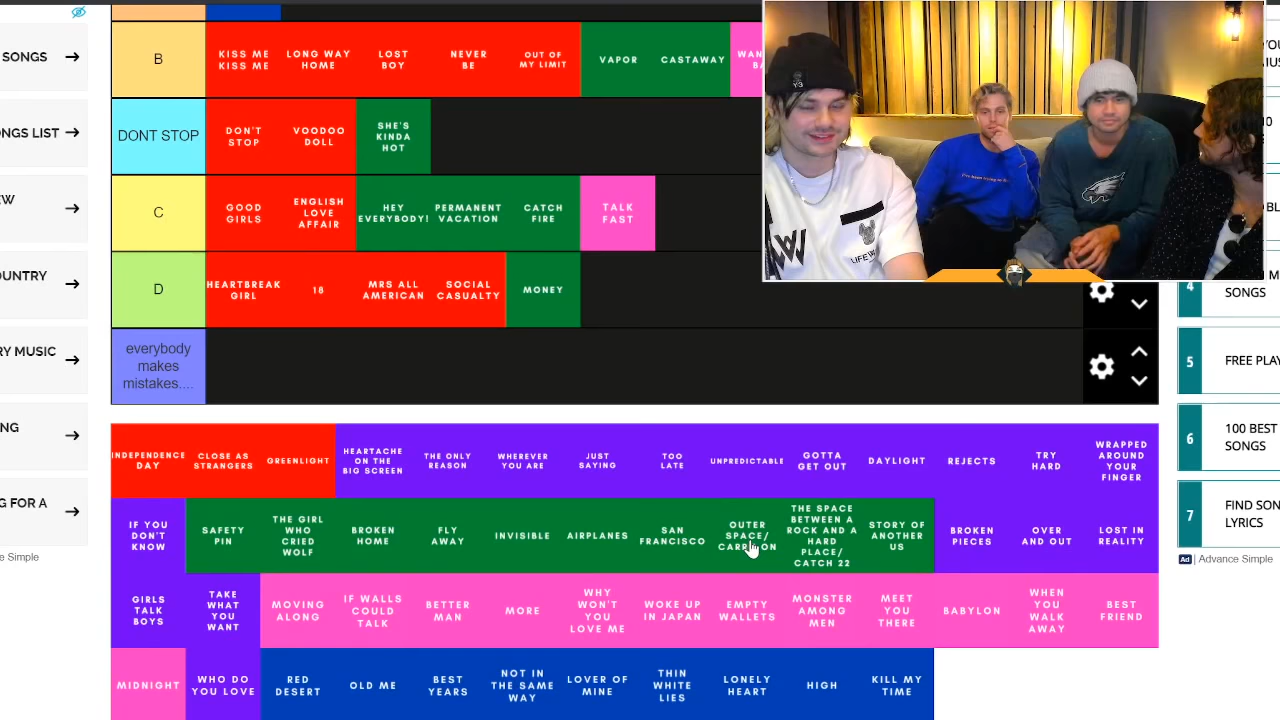 SONGS
ONGS LIST
EW
OUNTRY
RY MUSIC
NG
NG FOR A
e Simple
B
KISS ME
KISS ME
LONG WAY
HOME
LOST
BOY
NEVER
BE
OUT OF
MY LIMIT
VAPOR
CASTAWAY
DONT STOP
DON'T
STOP
VOODOO
DOLL
SHE'S
KINDA
HOT
C
GOOD
GIRLS
ENGLISH
LOVE
AFFAIR
HEY
EVERYBODY!
PERMANENT
VACATION
CATCH
FIRE
TALK
FAST
D
HEARTBREAK
GIRL
18
MRS ALL
AMERICAN
SOCIAL
CASUALTY
MONEY
everybody
makes
mistakes....
INDEPENDENCE
DAY
CLOSE AS
STRANGERS
GREENLIGHT
HEARTACHE
ON THE
BIG SCREEN
THE ONLY
REASON
WHEREVER
YOU ARE
JUST
SAYING
TOO
LATE
UNPREDICTABLE
GOTTA
GET OUT
DAYLIGHT
REJECTS
TRY
HARD
WRAPPED
AROUND
YOUR
FINGER
IF YOU
DON'T
KNOW
SAFETY
PIN
THE GIRL
WHO
CRIED
WOLF
BROKEN
HOME
FLY
AWAY
INVISIBLE
AIRPLANES
SAN
FRANCISCO
OUTER
SPACE/
CARRY ON
THE SPACE
BETWEEN A
ROCK AND A
HARD
PLACE/
CATCH 22
STORY OF
ANOTHER
US
BROKEN
PIECES
OVER
AND OUT
LOST IN
REALITY
GIRLS
TALK
BOYS
TAKE
WHAT
YOU
WANT
MOVING
ALONG
IF WALLS
COULD
TALK
BETTER
MAN
MORE
WHY
WON'T
YOU
LOVE ME
WOKE UP
IN JAPAN
EMPTY
WALLETS
MONSTER
AMONG
MEN
MEET
YOU
THERE
BABYLON
WHEN
YOU
WALK
AWAY
BEST
FRIEND
MIDNIGHT
WHO DO
YOU LOVE
RED
DESERT
OLD ME
BEST
YEARS
NOT IN
THE SAME
WAY
LOVER OF
MINE
THIN
WHITE
LIES
LONELY
HEART
HIGH
KILL MY
TIME
4
SONGS
5
FREE PLAY
6
100 BEST
SONGS
7
FIND SON
LYRICS
Ad
Advance Simple